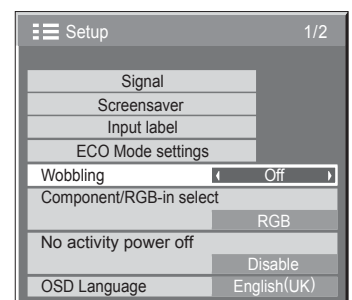 Setup 1/2
Signal
Screensaver
Input label
ECO Mode settings
Wobbling Off
Component/RGB-in select
RGB
No activity power off
Disable
OSD Language English(UK)